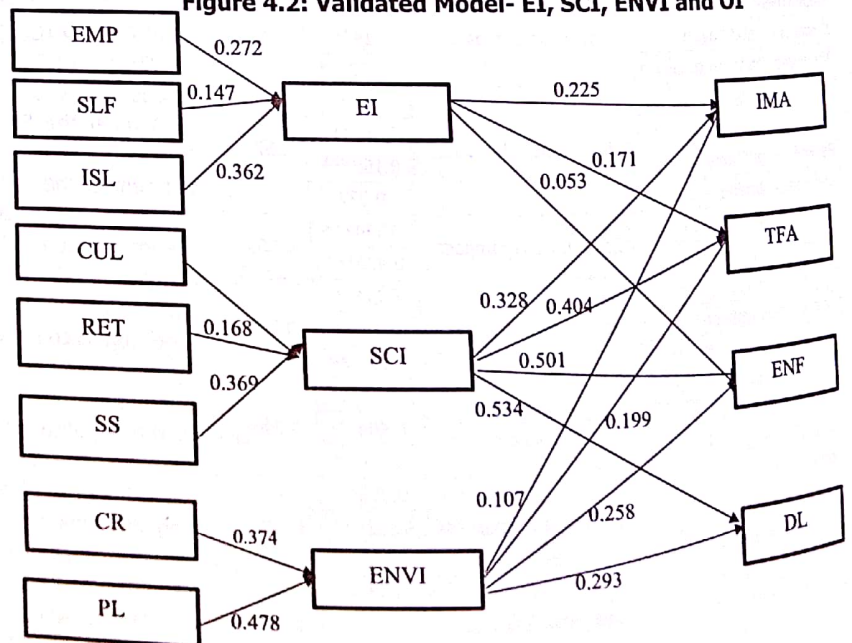 Figure 4.2: Validated Model- EI, SCI, ENVI and OI
EMP
0.272
SLF
0.147
EI
0.225
IMA
ISL
0.362
0.171
0.053
CUL
TFA
RET
0.168
0.328
0.404
SCI
0.501
ENF
0.369
SS
0.534
0.199
CR
0.374
0.107
0.258
DL
ENVI
0.293
PL
0.478